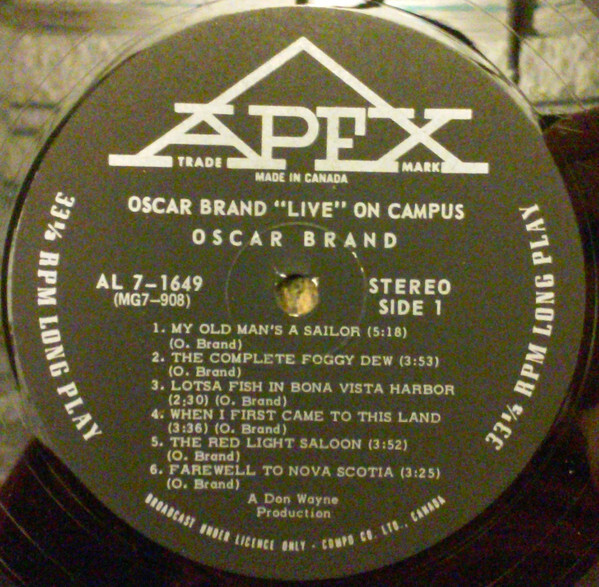 APEX
TRADE MARK
MADE IN CANADA
OSCAR BRAND "LIVE" ON CAMPUS
OSCAR BRAND
AL 7-1649
(MG7-908)
STEREO
SIDE 1
33⅓ RPM LONG PLAY
33⅓ RPM LONG PLAY
1. MY OLD MAN'S A SAILOR (5:18)
(O. Brand)
2. THE COMPLETE FOGGY DEW (3:53)
(O. Brand)
3. LOTSA FISH IN BONA VISTA HARBOR
(2;30) (O. Brand)
4. WHEN I FIRST CAME TO THIS LAND
(3:36) (O. Brand)
5. THE RED LIGHT SALOON (3:52)
(O. Brand)
6. FAREWELL TO NOVA SCOTIA (3:25)
(O. Brand)
A Don Wayne
Production
BROADCAST UNDER LICENCE ONLY - COMPO CO. LTD., CANADA